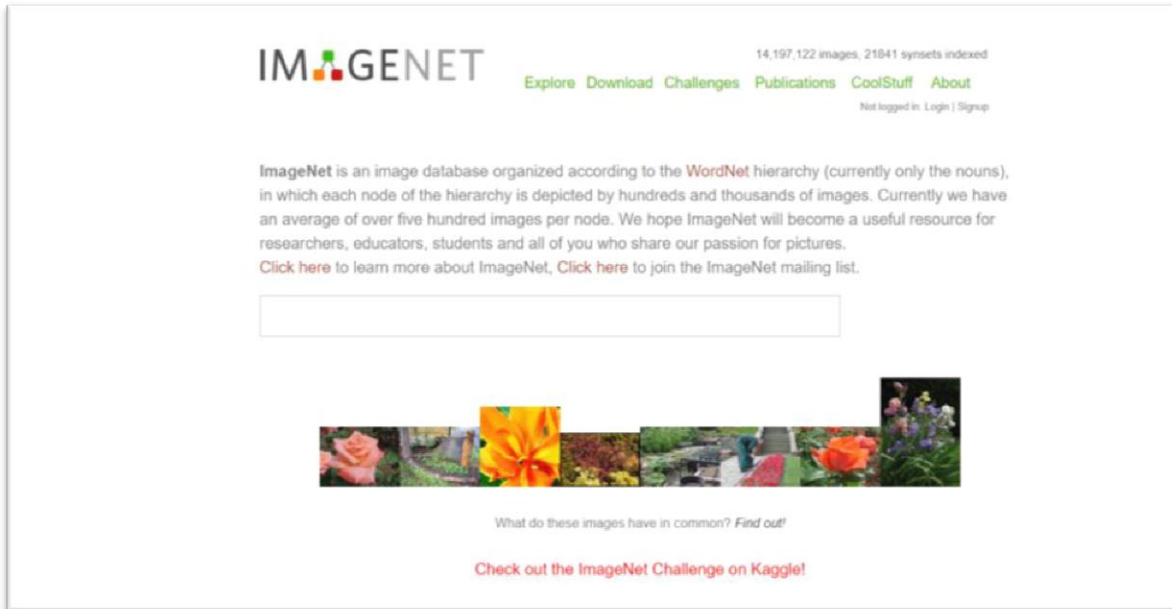 IMAGENET
14,197,122 images, 21841 synsets indexed
Explore Download Challenges Publications CoolStuff About
Not logged in. Login | Signup
ImageNet is an image database organized according to the WordNet hierarchy (currently only the nouns),
in which each node of the hierarchy is depicted by hundreds and thousands of images. Currently we have
an average of over five hundred images per node. We hope ImageNet will become a useful resource for
researchers, educators, students and all of you who share our passion for pictures.
Click here to learn more about ImageNet, Click here to join the ImageNet mailing list.
What do these images have in common? Find out!
Check out the ImageNet Challenge on Kaggle!